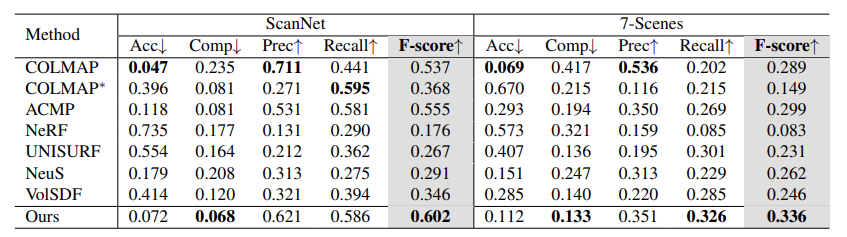 Method ScanNet 7-Scenes
Acc↓ Comp↓ Prec↑ Recall↑ F-score↑ Acc↓ Comp↓ Prec↑ Recall↑ F-score↑
COLMAP 0.047 0.235 0.711 0.441 0.537 0.069 0.417 0.536 0.202 0.289
COLMAP* 0.396 0.081 0.271 0.595 0.368 0.670 0.215 0.116 0.215 0.149
ACMP 0.118 0.081 0.531 0.581 0.555 0.293 0.194 0.350 0.269 0.299
NeRF 0.735 0.177 0.131 0.290 0.176 0.573 0.321 0.159 0.085 0.083
UNISURF 0.554 0.164 0.212 0.362 0.267 0.407 0.136 0.195 0.301 0.231
NeuS 0.179 0.208 0.313 0.275 0.291 0.151 0.247 0.313 0.229 0.262
VolSDF 0.414 0.120 0.321 0.394 0.346 0.285 0.140 0.220 0.285 0.246
Ours 0.072 0.068 0.621 0.586 0.602 0.112 0.133 0.351 0.326 0.336